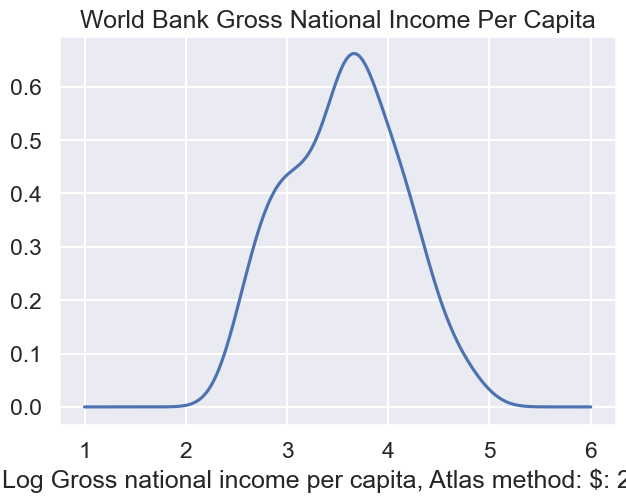 World Bank Gross National Income Per Capita
0.6
0.5
0.4
0.3
0.2
0.1
0.0
1 2 3 4 5 6
Log Gross national income per capita, Atlas method: $: 2